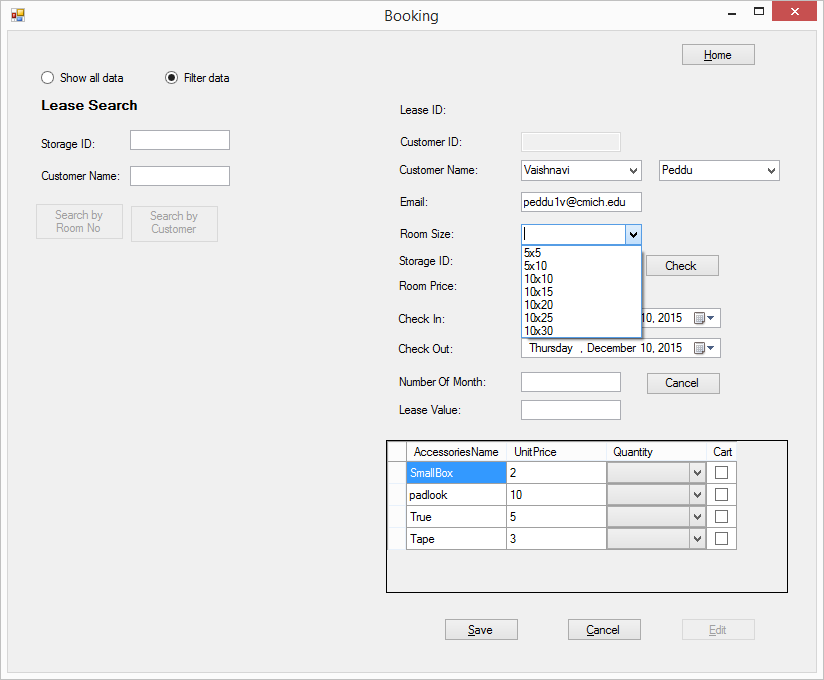 Booking
Home
Show all data
Filter data
Lease Search
Storage ID:
Customer Name:
Search by Room No
Search by Customer
Lease ID:
Customer ID:
Customer Name: Vaishnavi Peddu
Email: peddu1v@cmich.edu
Room Size:
5x5
5x10
10x10
10x15
10x20
10x25
10x30
Storage ID:
Check
Room Price:
Check In: 10, 2015
Check Out: Thursday , December 10, 2015
Number Of Month:
Cancel
Lease Value:
AccessoriesName UnitPrice Quantity Cart
SmallBox 2
padlook 10
True 5
Tape 3
Save Cancel Edit